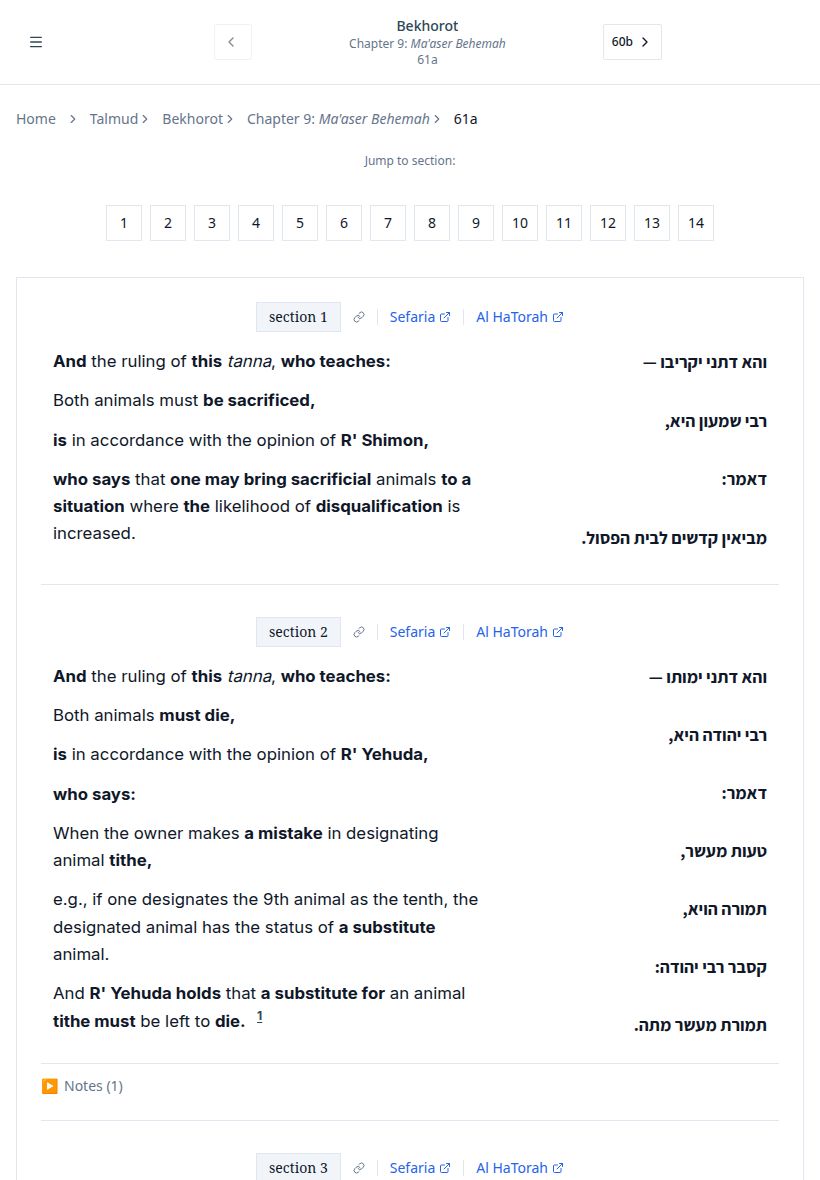 Bekhorot
Chapter 9: Ma'aser Behemah
61a
60b
Home Talmud Bekhorot Chapter 9: Ma'aser Behemah 61a
Jump to section:
1 2 3 4 5 6 7 8 9 10 11 12 13 14
section 1 Sefaria Al HaTorah
And the ruling of this tanna, who teaches:
Both animals must be sacrificed,
is in accordance with the opinion of R' Shimon,
who says that one may bring sacrificial animals to a
situation where the likelihood of disqualification is
increased.
והא דתני יקריבו —
רבי שמעון היא,
דאמר:
מביאין קדשים לבית הפסול.
section 2 Sefaria Al HaTorah
And the ruling of this tanna, who teaches:
Both animals must die,
is in accordance with the opinion of R' Yehuda,
who says:
When the owner makes a mistake in designating
animal tithe,
e.g., if one designates the 9th animal as the tenth, the
designated animal has the status of a substitute
animal.
And R' Yehuda holds that a substitute for an animal
tithe must be left to die. 1
והא דתני ימותו —
רבי יהודה היא,
דאמר:
טעות מעשר,
תמורה הויא,
קסבר רבי יהודה:
תמורת מעשר מתה.
Notes (1)
section 3 Sefaria Al HaTorah